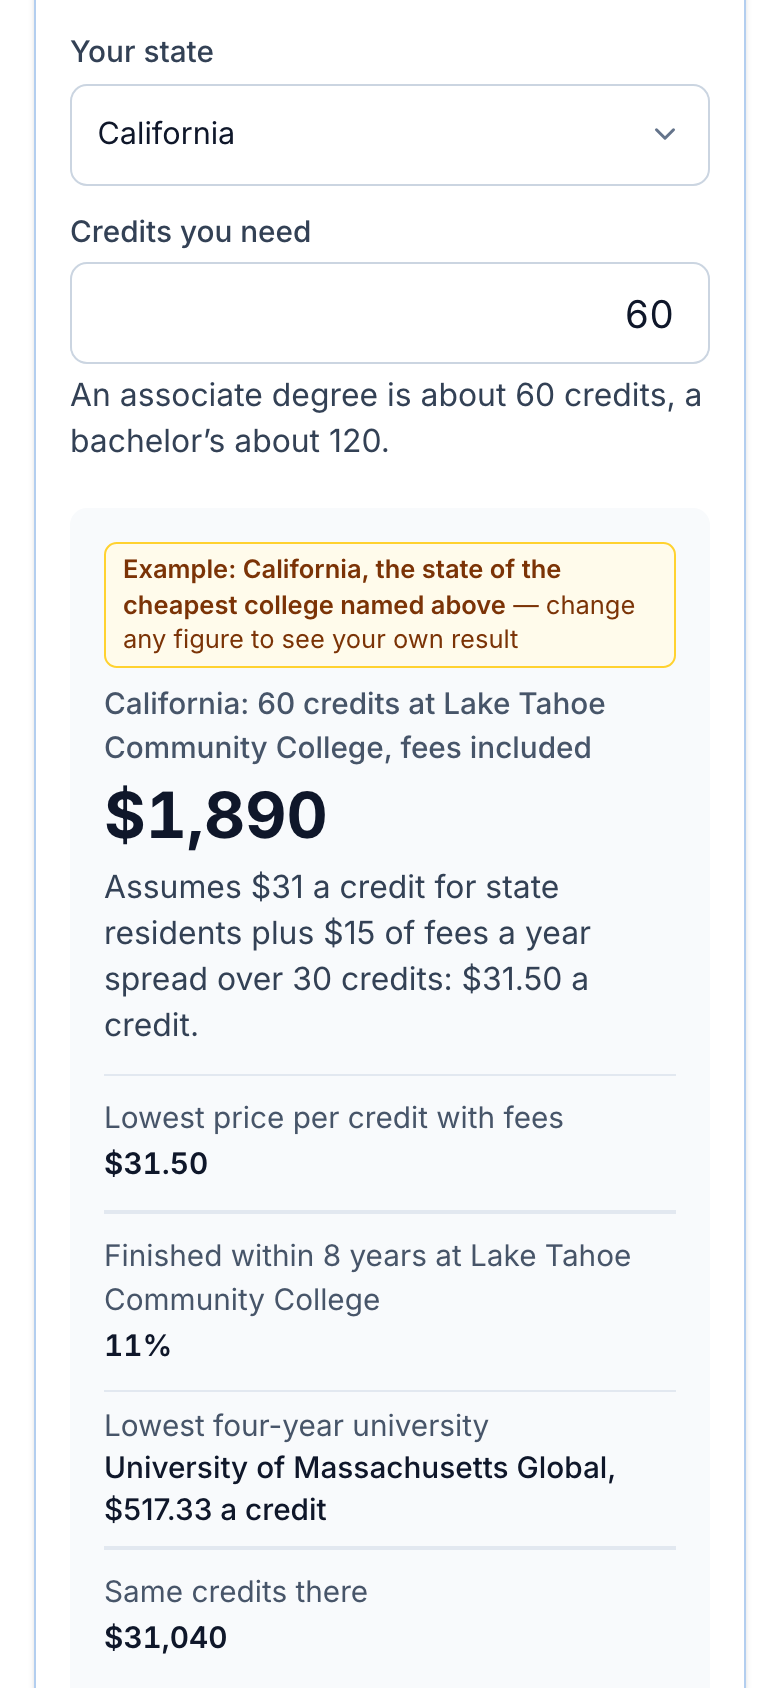 Your state
California
Credits you need
60
An associate degree is about 60 credits, a
bachelor’s about 120.
Example: California, the state of the
cheapest college named above — change
any figure to see your own result
California: 60 credits at Lake Tahoe
Community College, fees included
$1,890
Assumes $31 a credit for state
residents plus $15 of fees a year
spread over 30 credits: $31.50 a
credit.
Lowest price per credit with fees
$31.50
Finished within 8 years at Lake Tahoe
Community College
11%
Lowest four-year university
University of Massachusetts Global,
$517.33 a credit
Same credits there
$31,040